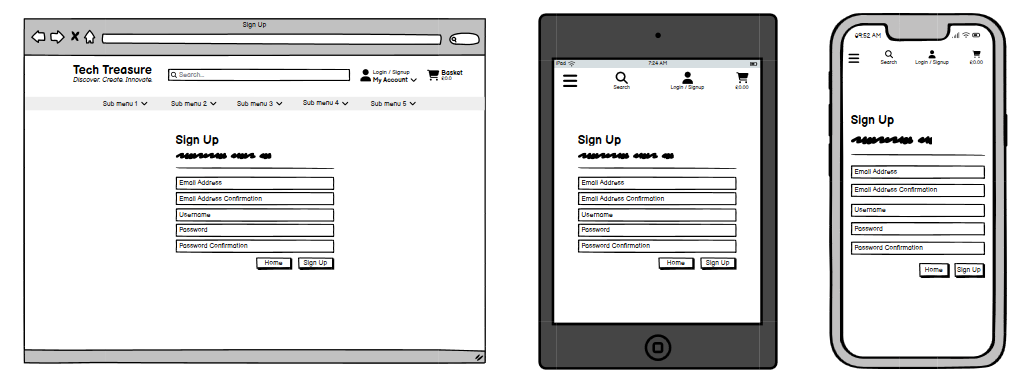 Sign Up
Tech Treasure
Discover. Create. Innovate.
Search...
Login / Signup
My Account
Basket
£0.0
Sub menu 1
Sub menu 2
Sub menu 3
Sub menu 4
Sub menu 5
Sign Up
Email Address
Email Address Confirmation
Username
Password
Password Confirmation
Home
Sign Up
iPad
7:24 AM
Search
Login / Signup
£0.00
Sign Up
Email Address
Email Address Confirmation
Username
Password
Password Confirmation
Home
Sign Up
09:52 AM
Search
Login / Signup
£0.00
Sign Up
Email Address
Email Address Confirmation
Username
Password
Password Confirmation
Home
Sign Up